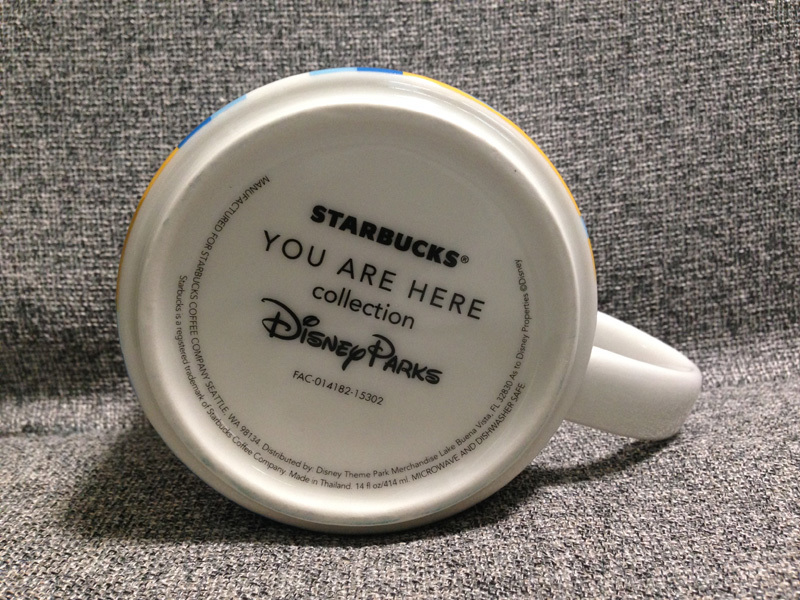 STARBUCKS®
YOU ARE HERE
collection
Disney Parks
FAC-014182-15302
MANUFACTURED FOR STARBUCKS COFFEE COMPANY SEATTLE, WA 98134. Distributed by: Disney Theme Park Merchandise Lake Buena Vista, FL 32830 As to Disney Properties ©Disney
Starbucks is a registered trademark of Starbucks Coffee Company. Made in Thailand. 14 fl oz/414 ml. MICROWAVE AND DISHWASHER SAFE